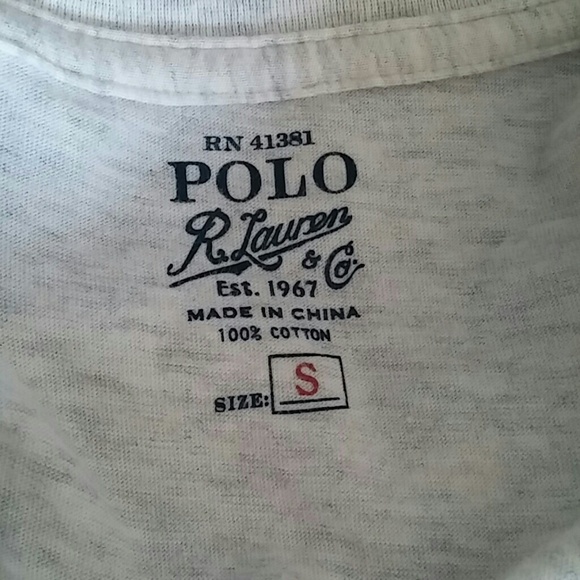 RN 41381
POLO
R. Lauren
& Co.
Est. 1967
MADE IN CHINA
100% COTTON
SIZE: S